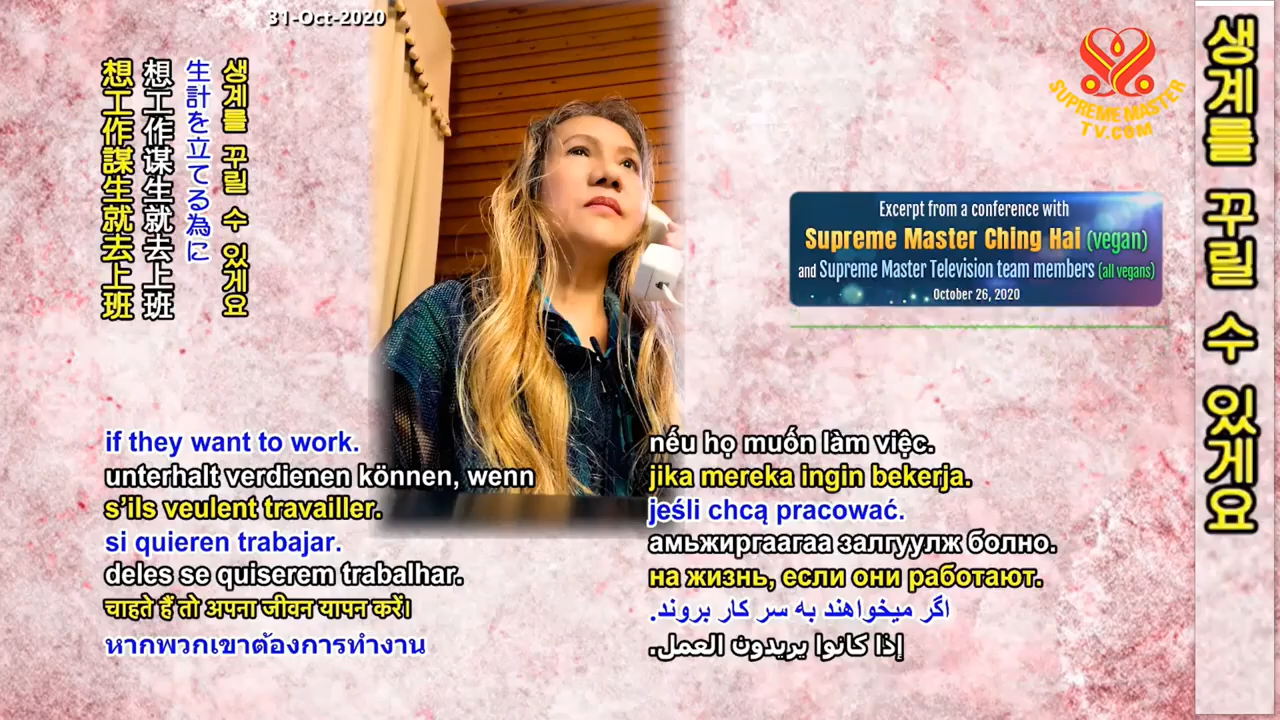 31-Oct-2020
想工作謀生就去上班
想工作谋生就去上班
生計を立てる為に
생계를 꾸릴 수 있게요
SUPREME MASTER
TV.COM
Excerpt from a conference with
Supreme Master Ching Hai (vegan)
and Supreme Master Television team members (all vegans)
October 26, 2020
생계를 꾸릴 수 있게요
if they want to work.
unterhalt verdienen können, wenn
s'ils veulent travailler.
si quieren trabajar.
deles se quiserem trabalhar.
चाहते हैं तो अपना जीवन यापन करें।
หากพวกเขาต้องการทำงาน
nếu họ muốn làm việc.
jika mereka ingin bekerja.
jeśli chcą pracować.
амьжиргаагаа залгуулж болно.
на жизнь, если они работают.
اگر میخواهند به سر کار بروند.
إذا كانوا يريدون العمل.